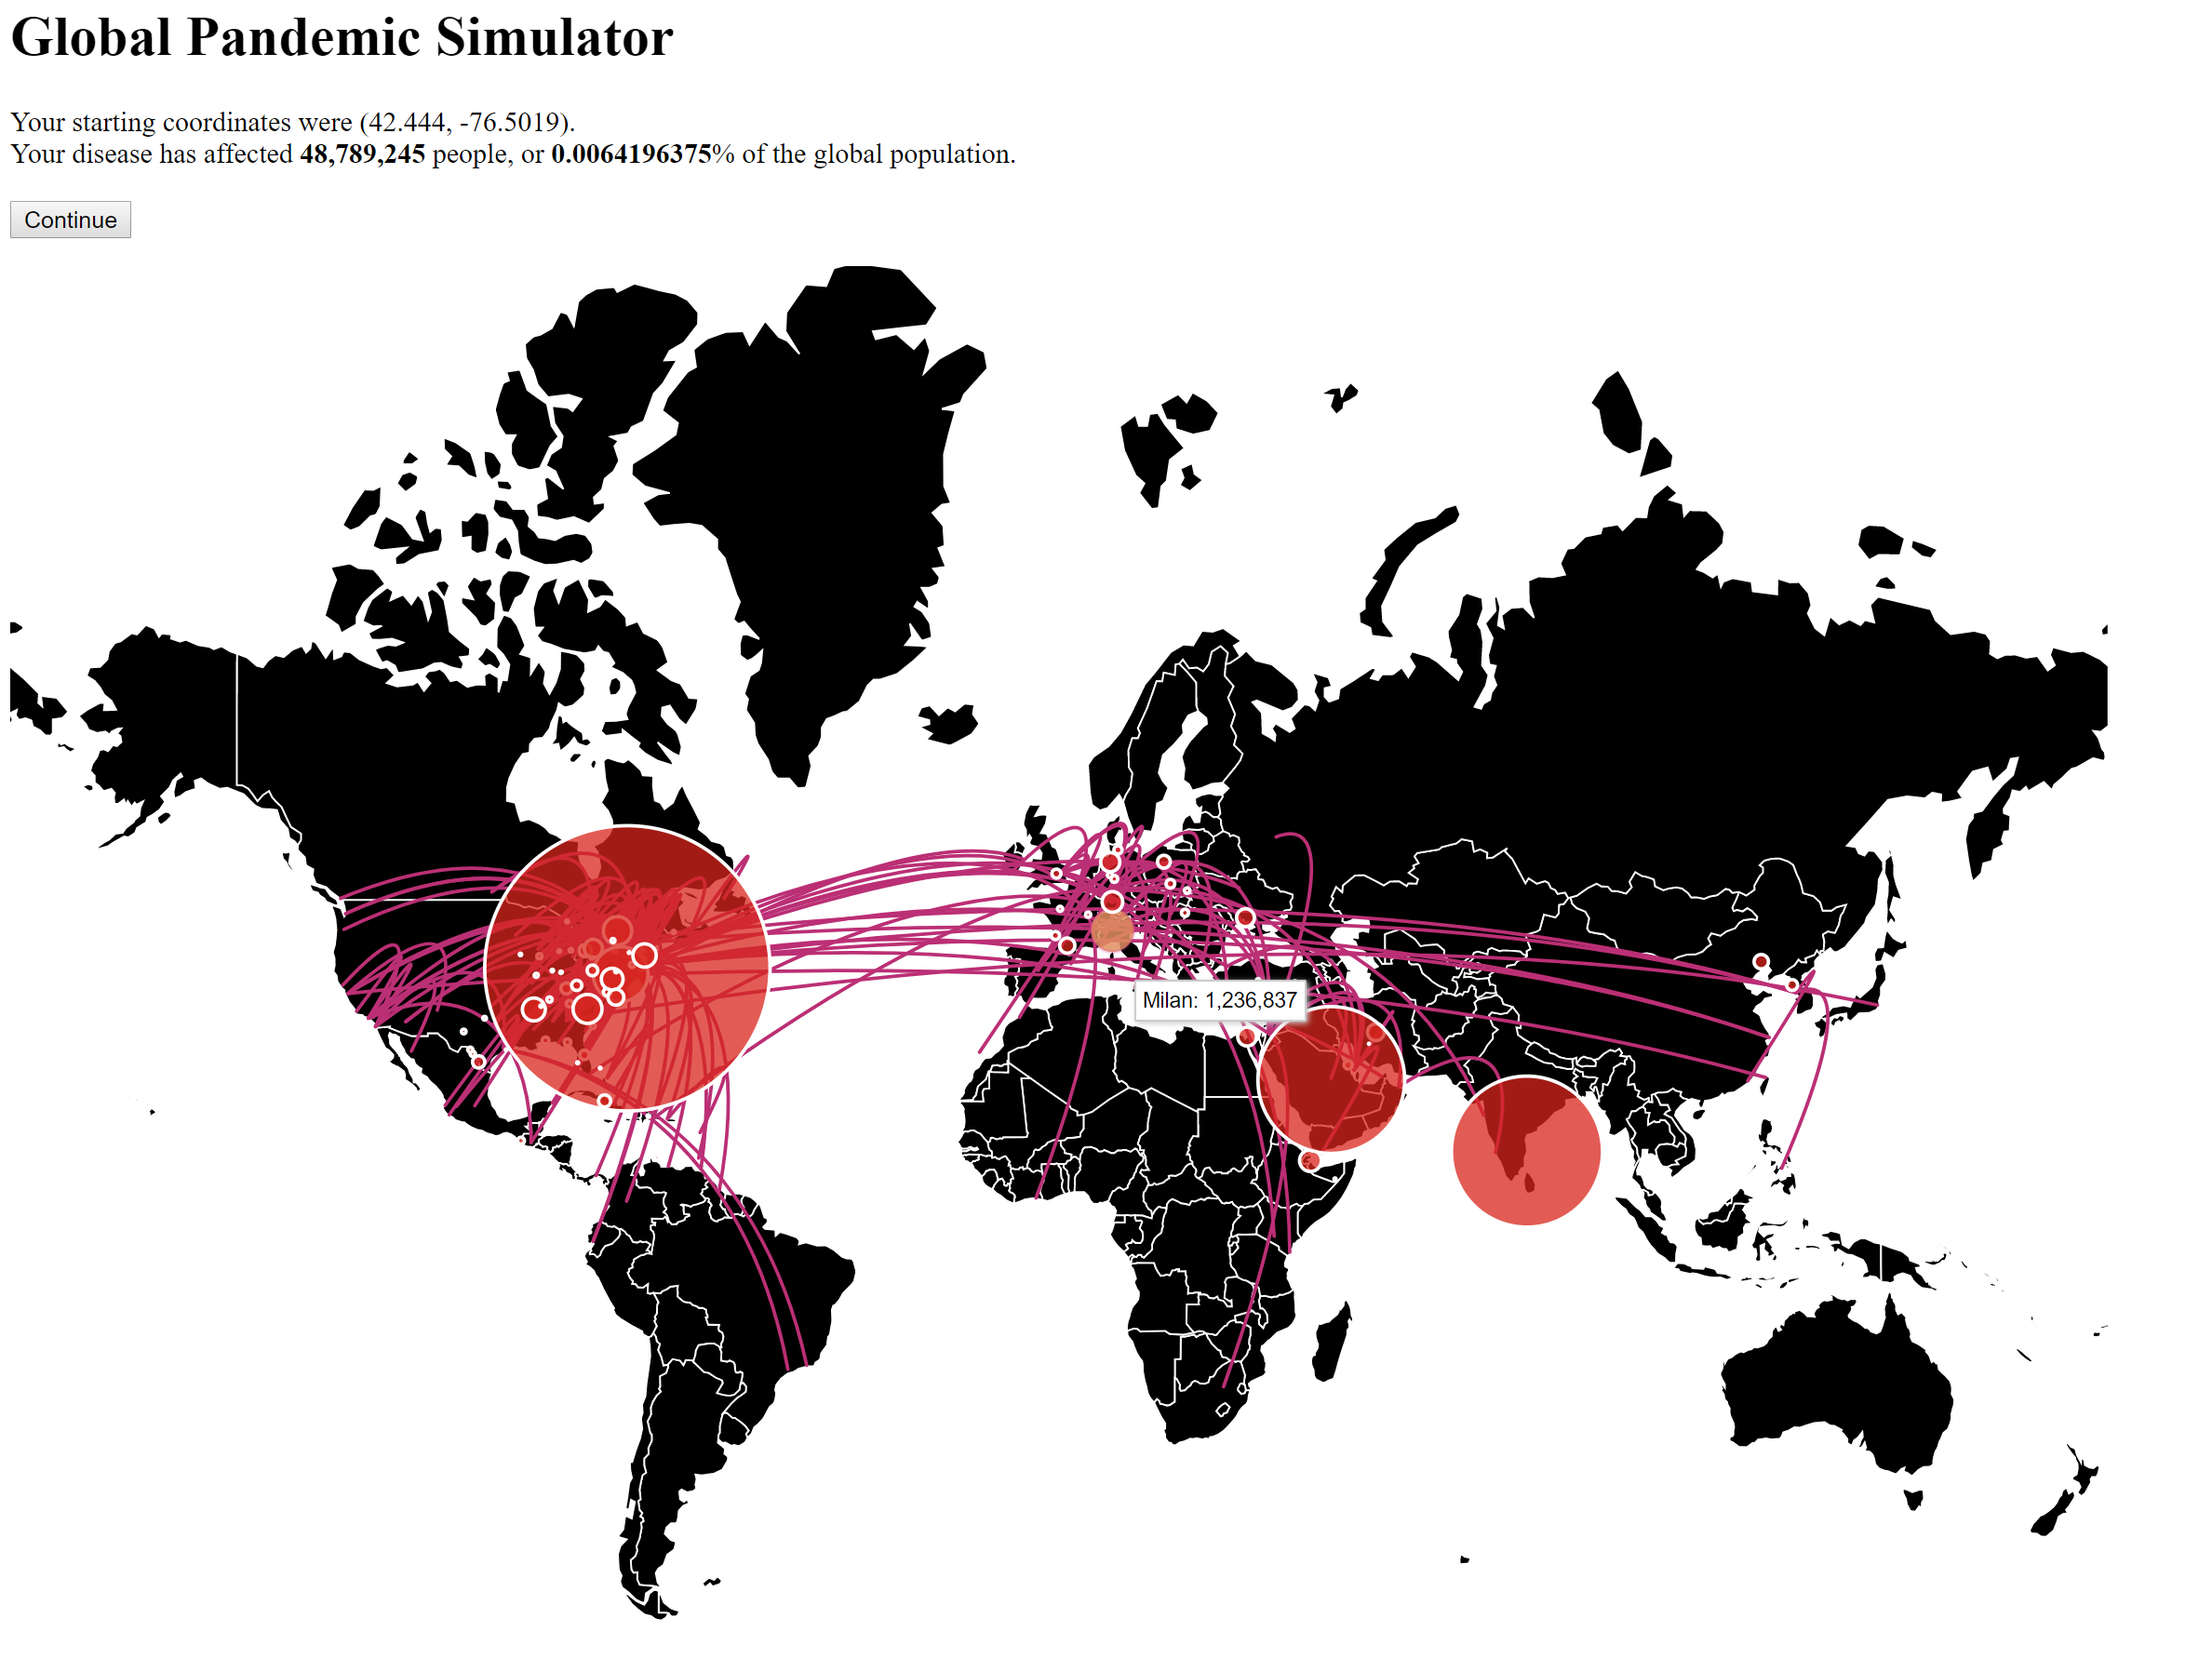 Global Pandemic Simulator
Your starting coordinates were (42.444, -76.5019).
Your disease has affected 48,789,245 people, or 0.0064196375% of the global population.
Continue
Milan: 1,236,837